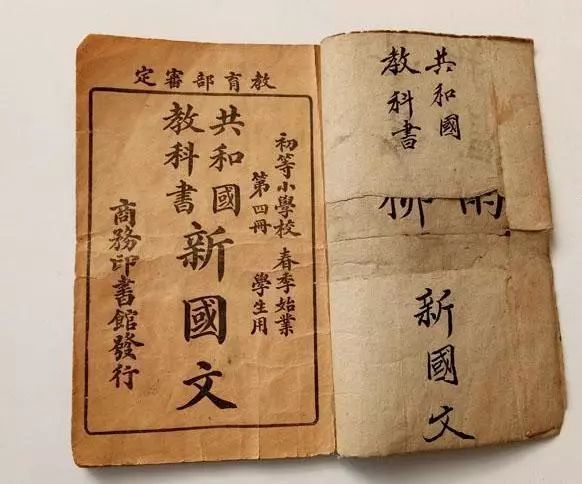 教育部審定
初等小學校 春季始業
第四冊 學生用
共和國
教科書
新國文
商務印書館發行
共和國
教科書
新國文